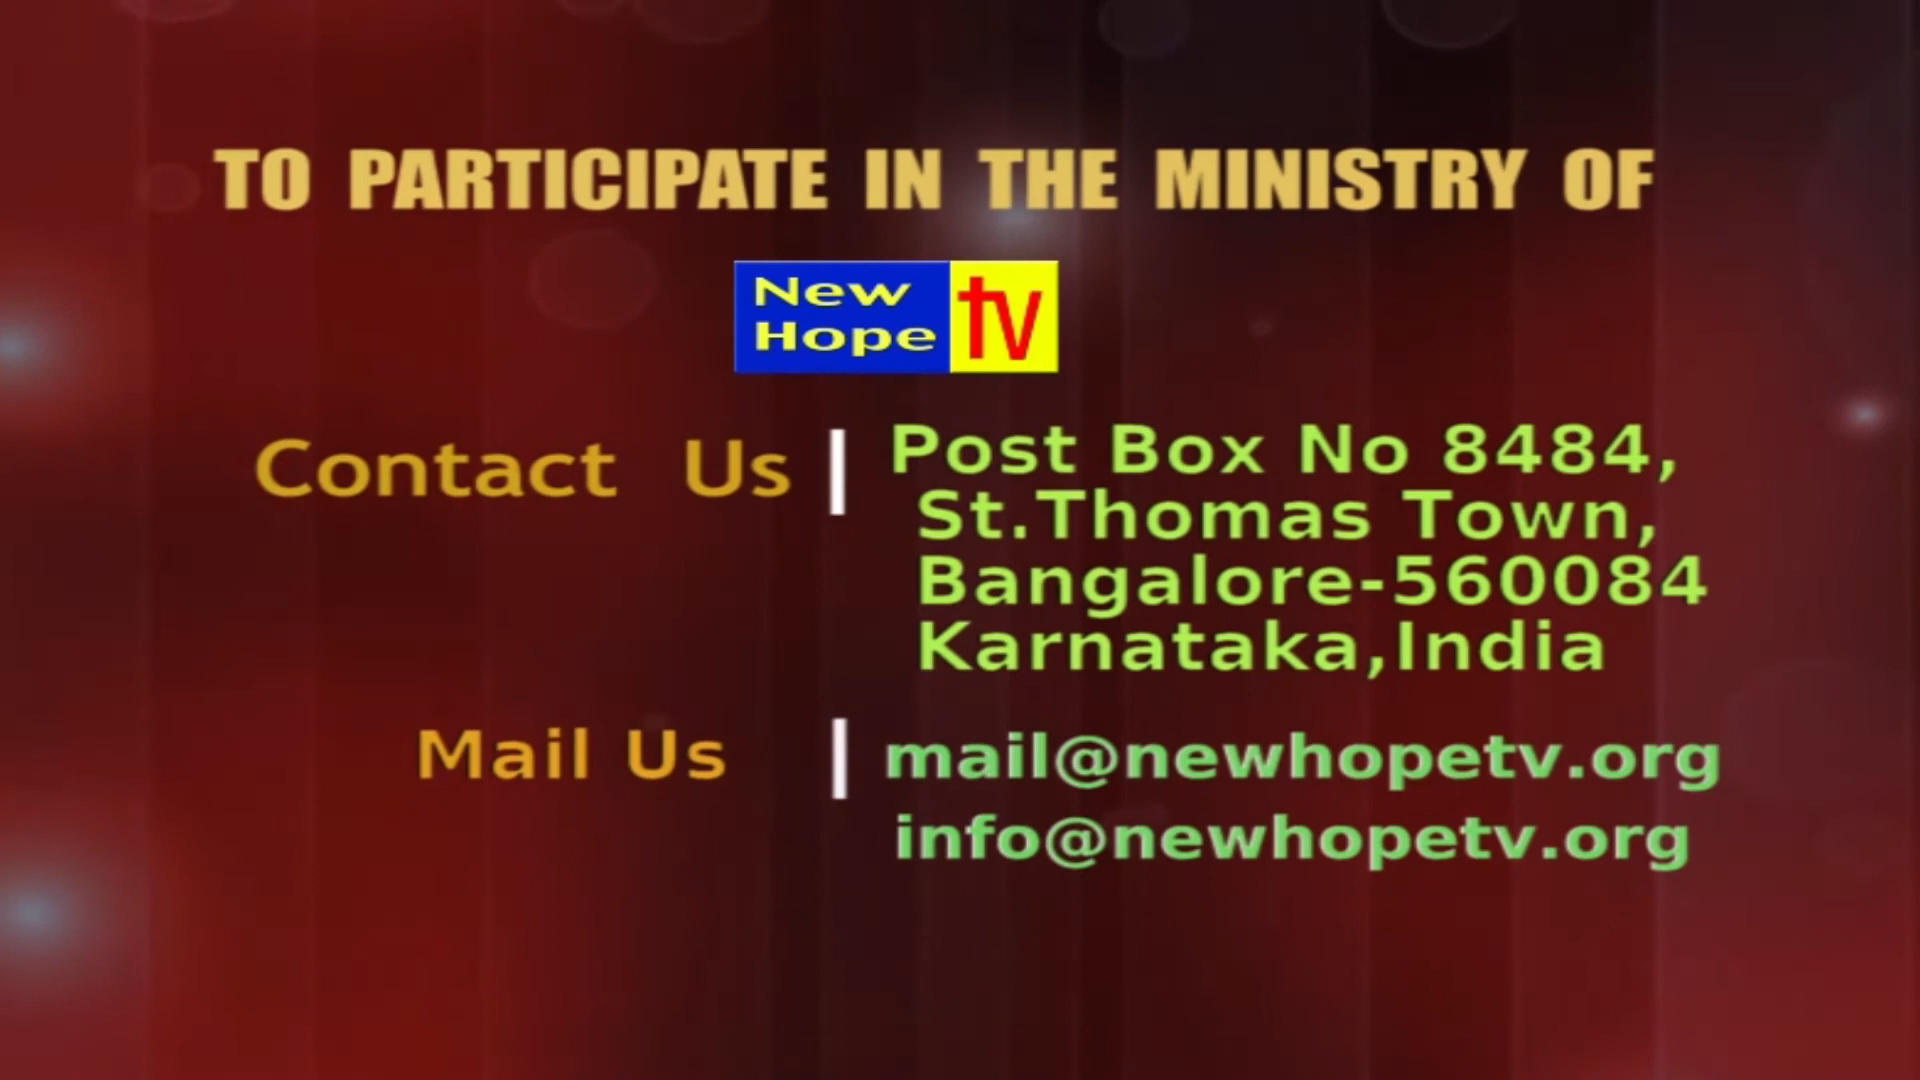 TO PARTICIPATE IN THE MINISTRY OF
New
Hope
tv
Contact Us
Post Box No 8484,
St.Thomas Town,
Bangalore-560084
Karnataka,India
Mail Us
mail@newhopetv.org
info@newhopetv.org